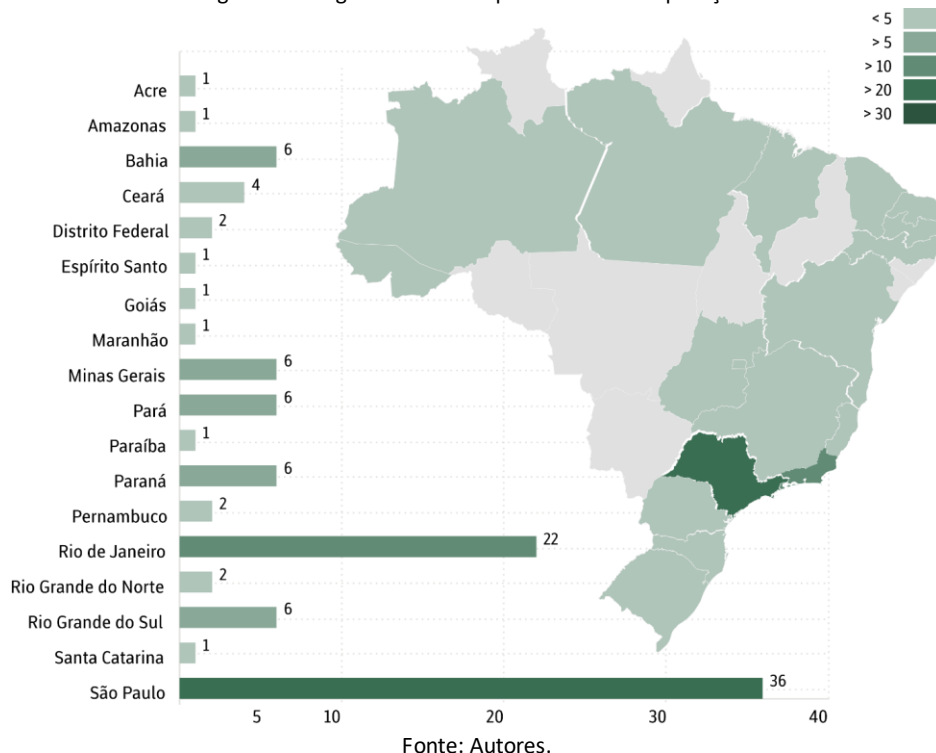 < 5
> 5
> 10
> 20
> 30
Acre 1
Amazonas 1
Bahia 6
Ceará 4
Distrito Federal 2
Espírito Santo 1
Goiás 1
Maranhão 1
Minas Gerais 6
Pará 6
Paraíba 1
Paraná 6
Pernambuco 2
Rio de Janeiro 22
Rio Grande do Norte 2
Rio Grande do Sul 6
Santa Catarina 1
São Paulo 36
5 10 20 30 40
Fonte: Autores.